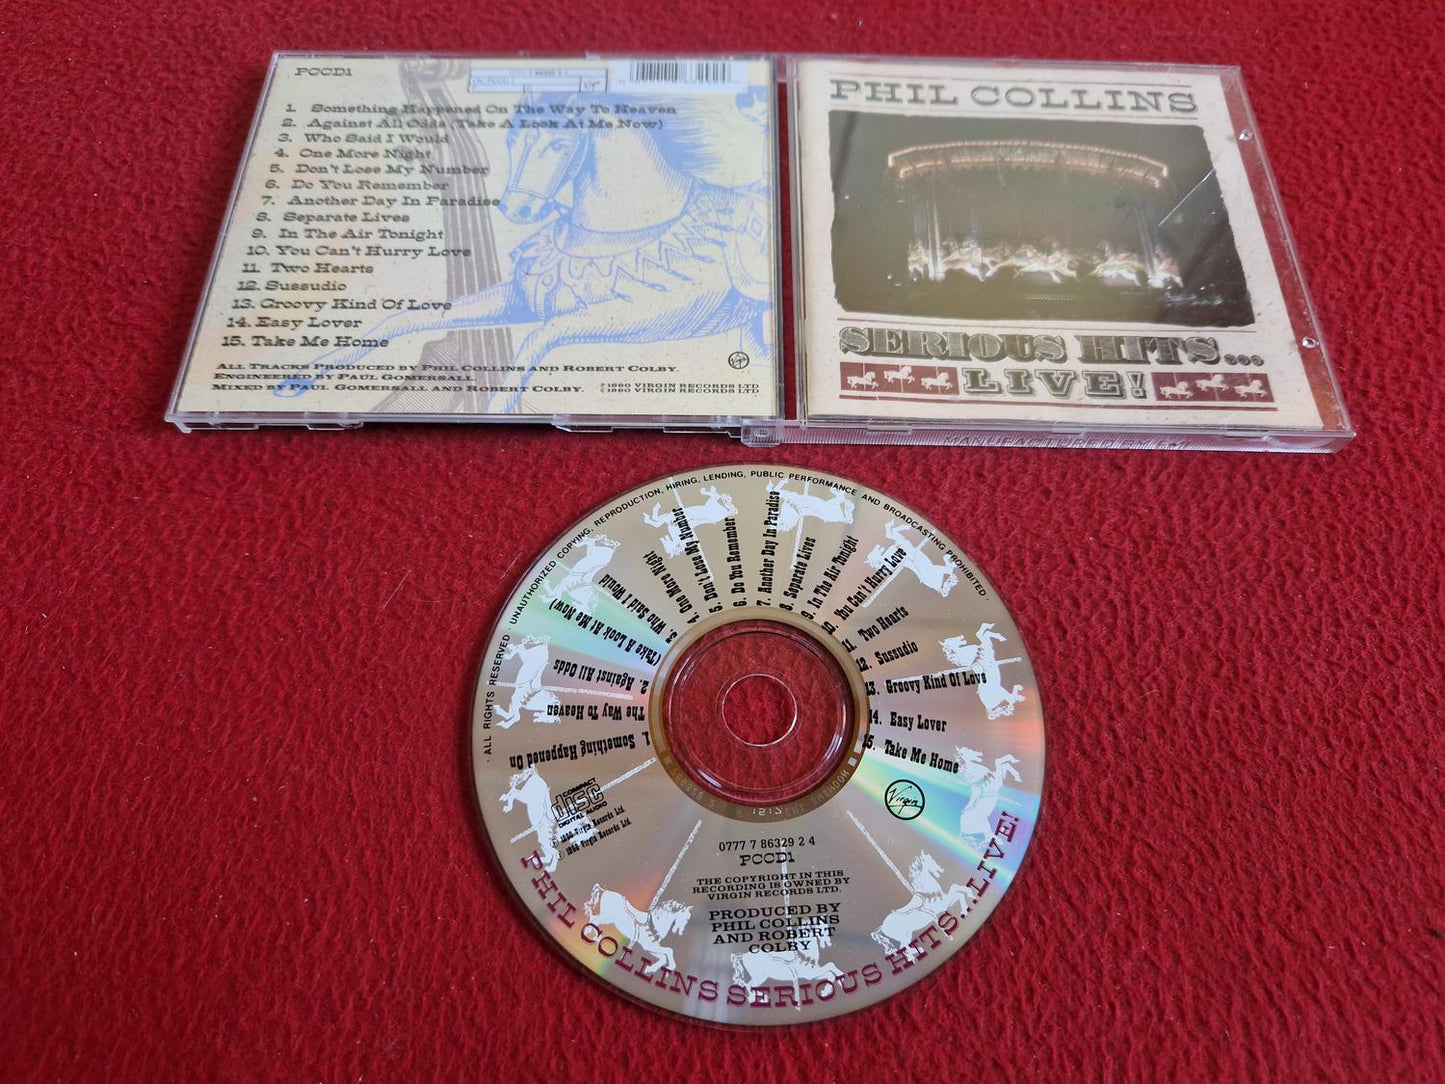 PCCD1
1. Something Happened On The Way To Heaven
2. Against All Odds (Take A Look At Me Now)
3. Who Said I Would
4. One More Night
5. Don't Lose My Number
6. Do You Remember
7. Another Day In Paradise
8. Separate Lives
9. In The Air Tonight
10. You Can't Hurry Love
11. Two Hearts
12. Sussudio
13. Groovy Kind Of Love
14. Easy Lover
15. Take Me Home
All Tracks Produced by Phil Collins and Robert Colby.
Engineered by Paul Gomersall.
Mixed by Paul Gomersall and Robert Colby.
℗1990 VIRGIN RECORDS LTD
©1990 VIRGIN RECORDS LTD
Virgin
PHIL COLLINS
SERIOUS HITS...
LIVE!
MANUFACTURED BY
· ALL RIGHTS RESERVED · UNAUTHORIZED COPYING, REPRODUCTION, HIRING, LENDING, PUBLIC PERFORMANCE AND BROADCASTING PROHIBITED ·
1. Something Happened On
The Way To Heaven
2. Against All Odds
(Take A Look At Me Now)
3. Who Said I Would
4. One More Night
5. Don't Lose My Number
6. Do You Remember
7. Another Day In Paradise
8. Separate Lives
9. In The Air Tonight
10. You Can't Hurry Love
11. Two Hearts
12. Sussudio
13. Groovy Kind Of Love
14. Easy Lover
15. Take Me Home
COMPACT
disc
DIGITAL AUDIO
℗ 1990 Virgin Records Ltd.
© 1990 Virgin Records Ltd.
Virgin
0777 7 86329 2 4
PCCD1
THE COPYRIGHT IN THIS
RECORDING IS OWNED BY
VIRGIN RECORDS LTD.
PRODUCED BY
PHIL COLLINS
AND ROBERT
COLBY
PHIL COLLINS SERIOUS HITS...LIVE!